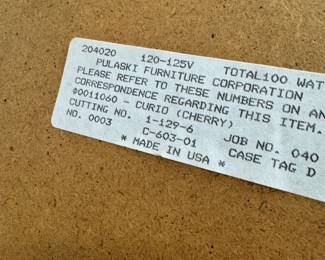 204020 120-125V TOTAL100 WAT
PULASKI FURNITURE CORPORATION
PLEASE REFER TO THESE NUMBERS ON AN
CORRESPONDENCE REGARDING THIS ITEM.
#0011060 - CURIO (CHERRY)
CUTTING NO. 1-129-6 JOB NO. 040
NO. 0003 C-603-01 CASE TAG D
* MADE IN USA *